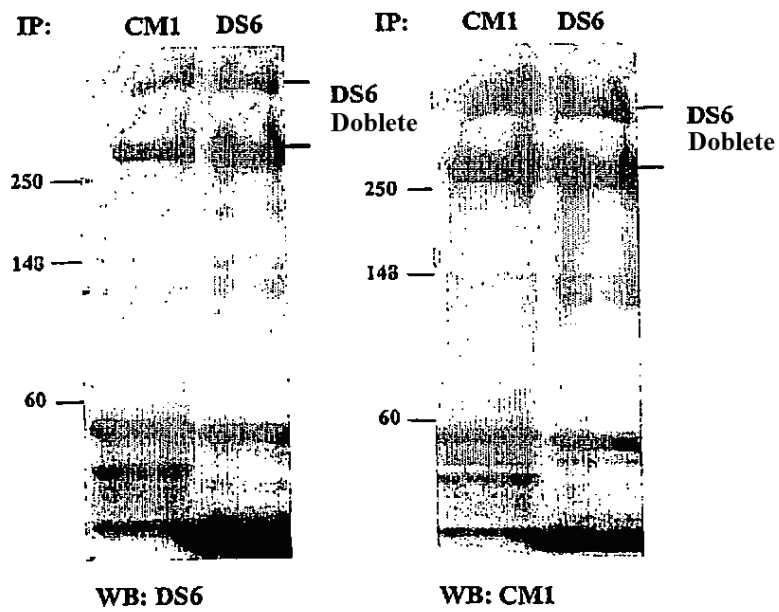 IP: CM1 DS6
DS6
Doblete
250
148
60
WB: DS6
IP: CM1 DS6
DS6
Doblete
250
148
60
WB: CM1